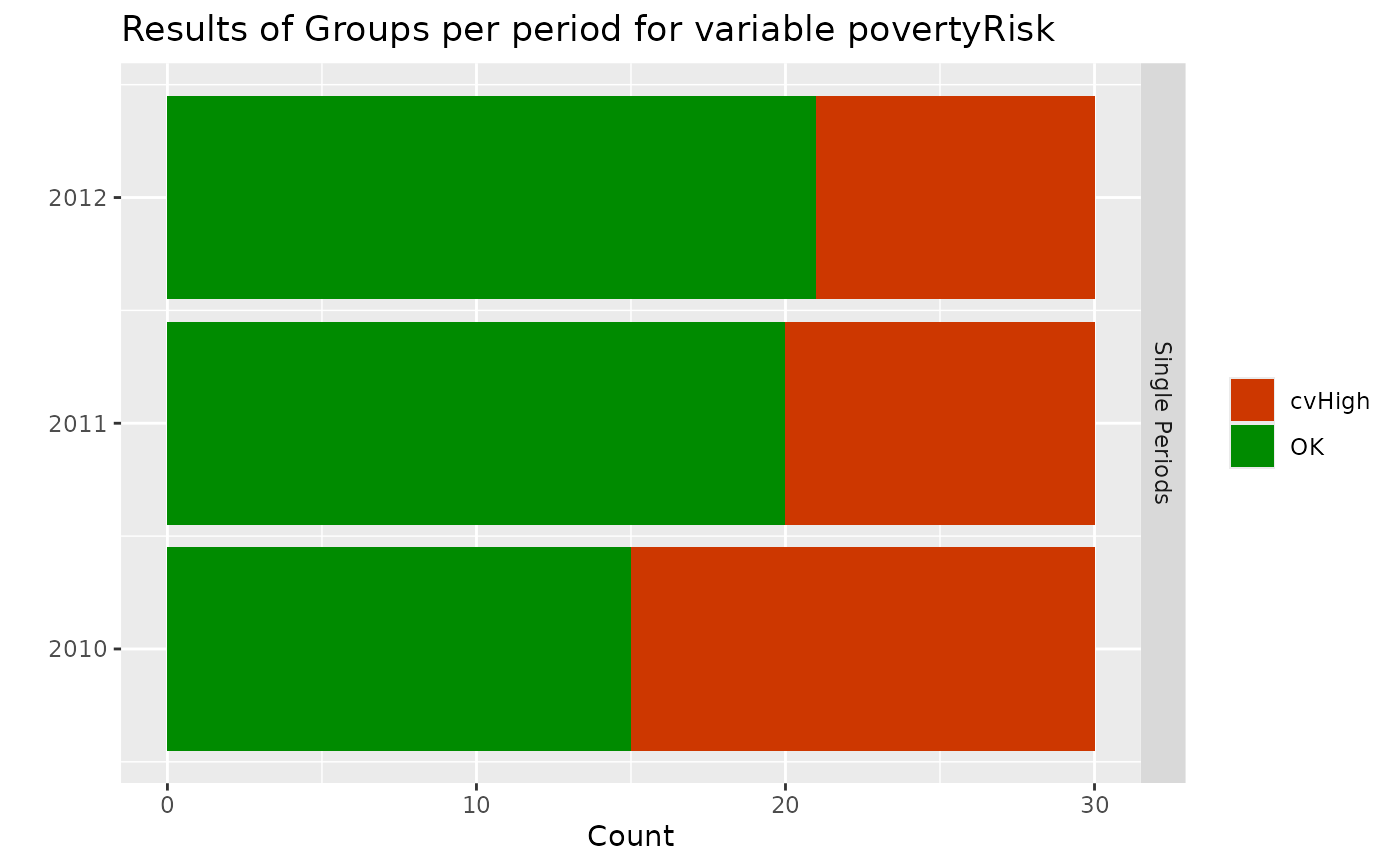 Results of Groups per period for variable povertyRisk
2012
2011
2010
0 10 20 30
Count
Single Periods
cvHigh
OK